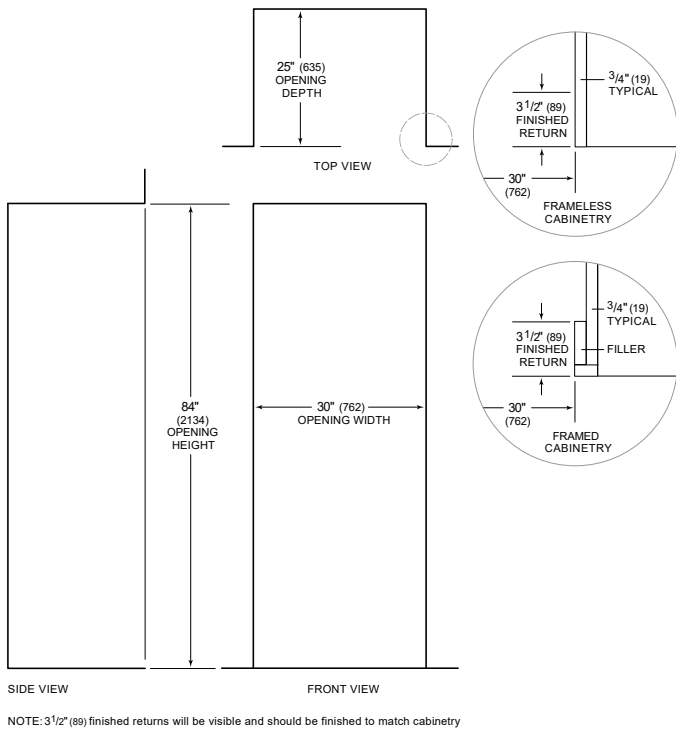 25" (635)
OPENING
DEPTH
TOP VIEW
3/4" (19)
TYPICAL
3 1/2" (89)
FINISHED
RETURN
30"
(762)
FRAMELESS
CABINETRY
3/4" (19)
TYPICAL
3 1/2" (89)
FINISHED
RETURN
FILLER
30"
(762)
FRAMED
CABINETRY
84"
(2134)
OPENING
HEIGHT
30" (762)
OPENING WIDTH
SIDE VIEW
FRONT VIEW
NOTE: 3 1/2" (89) finished returns will be visible and should be finished to match cabinetry